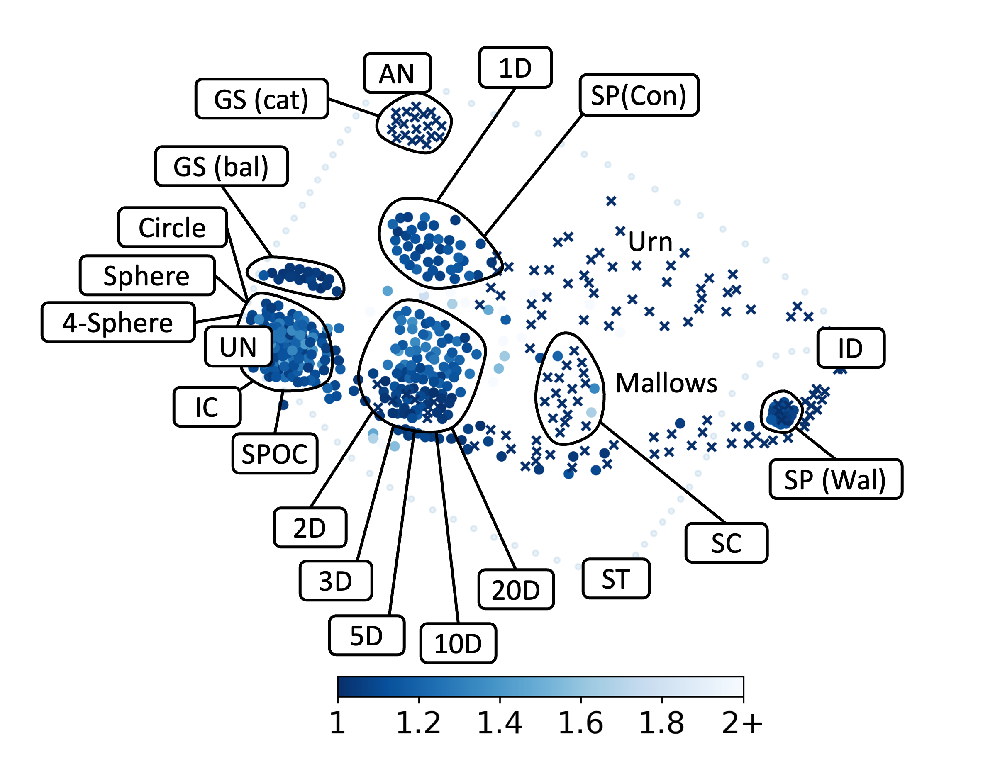 AN
1D
GS (cat)
SP(Con)
GS (bal)
Circle
Urn
Sphere
4-Sphere
UN
ID
Mallows
IC
SPOC
SP (Wal)
2D
SC
3D
20D
ST
5D
10D
1 1.2 1.4 1.6 1.8 2+